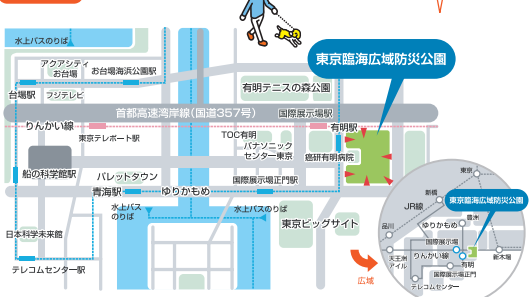 水上バスのりば
アクアシティ
お台場
お台場海浜公園駅
台場駅
フジテレビ
有明テニスの森公園
東京臨海広域防災公園
首都高速湾岸線(国道357号)
国際展示場駅
りんかい線
東京テレポート駅
TOC有明
有明駅
パナソニック
センター東京
癌研有明病院
船の科学館駅
パレットタウン
国際展示場正門駅
青海駅
ゆりかもめ
水上バス
のりば
水上バスのりば
東京ビッグサイト
日本科学未来館
テレコムセンター駅
広域
東京
新橋
東京臨海広域防災公園
JR線
豊洲
品川
ゆりかもめ
国際展示場
天王洲
アイル
りんかい線
有明
新木場
国際展示場正門
テレコムセンター